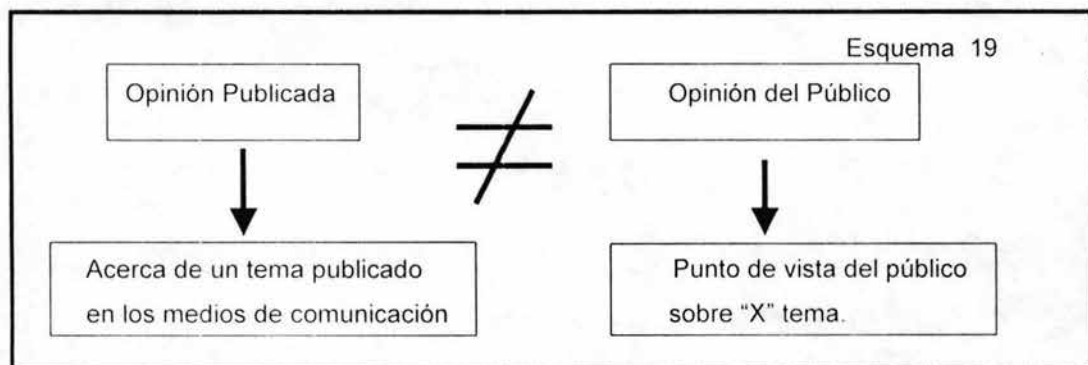 Esquema 19
Opinión Publicada
Opinión del Público
Acerca de un tema publicado
en los medios de comunicación
Punto de vista del público
sobre “X” tema.